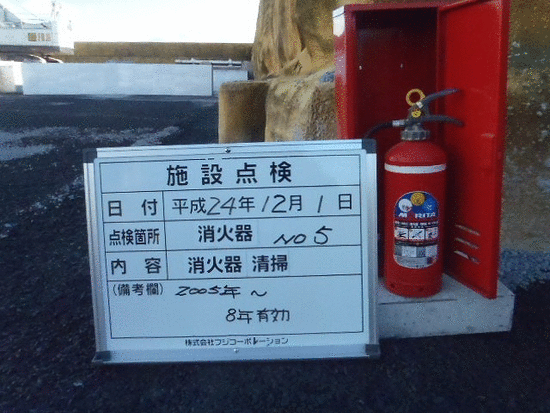 施設点検
日付 平成24年12月1日
点検箇所 消火器 NO5
内容 消火器 清掃
(備考欄) 2005年～
8年有効
株式会社フジコーポレーション
MORITA